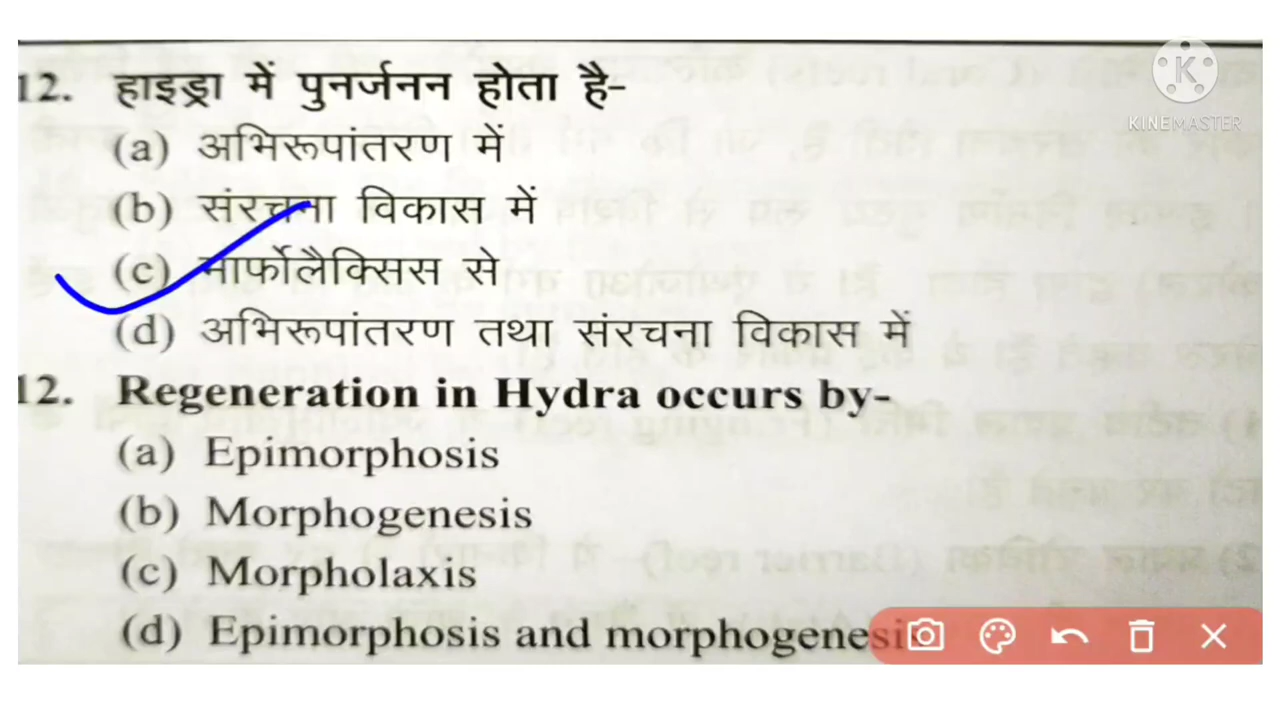 12. हाइड्रा में पुनर्जनन होता है-
KINEMASTER
(a) अभिरूपांतरण में
(b) संरचना विकास में
(c) मार्फोलैक्सिस से
(d) अभिरूपांतरण तथा संरचना विकास में
12. Regeneration in Hydra occurs by-
(a) Epimorphosis
(b) Morphogenesis
(c) Morpholaxis
(d) Epimorphosis and morphogenesis